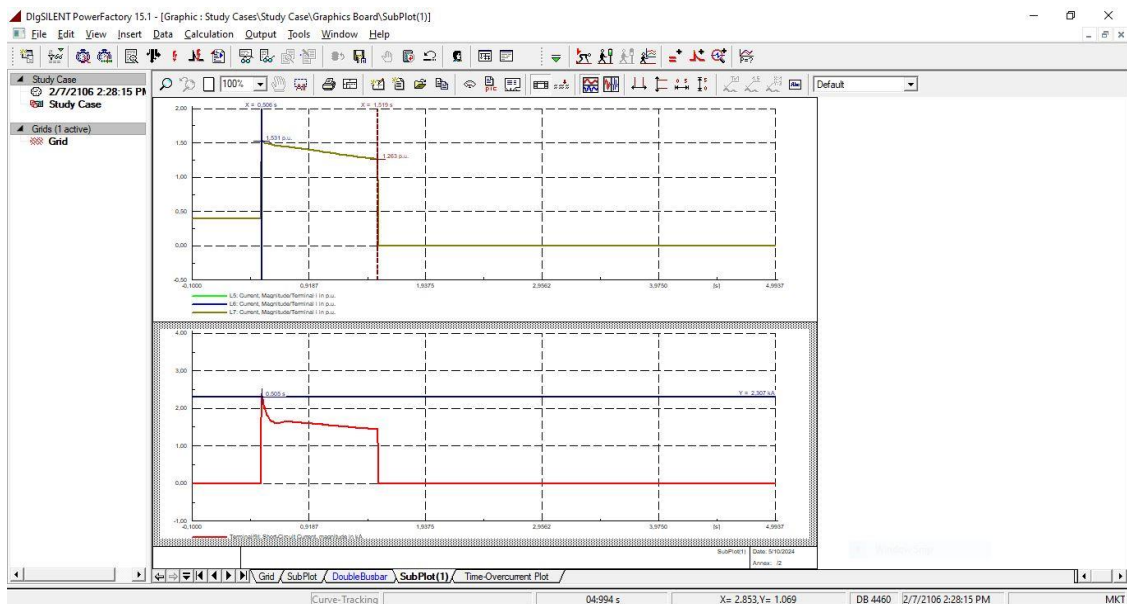 DIgSILENT PowerFactory 15.1 - [Graphic : Study Cases\Study Case\Graphics Board\SubPlot(1)]
File Edit View Insert Data Calculation Output Tools Window Help
Study Case
2/7/2106 2:28:15 PM
Study Case
Grids (1 active)
Grid
100%
Default
X = 0,506 s
X = 1,519 s
2,00
1,531 p.u.
1,50
1,263 p.u.
1,00
0,50
0,00
-0,50
-0,1000 0,9187 1,9375 2,9562 3,9750 [s] 4,9937
L5: Current, Magnitude/Terminal i in p.u.
L6: Current, Magnitude/Terminal i in p.u.
L7: Current, Magnitude/Terminal i in p.u.
4,00
3,00
0,505 s
Y = 2,307 kA
2,00
1,00
0,00
-1,00
-0,1000 0,9187 1,9375 2,9562 3,9750 [s] 4,9937
Short-Circuit Current, magnitude in kA
SubPlot(1) Date: 5/10/2024
Annex: /2
Grid SubPlot DoubleBusbar SubPlot(1) Time-Overcurrent Plot
Curve-Tracking 04:994 s X= 2.853,Y= 1.069 DB 4460 2/7/2106 2:28:15 PM MKT